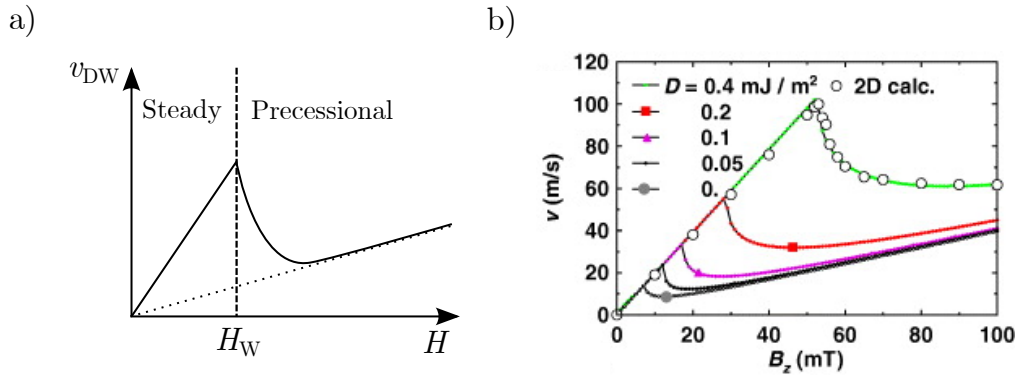 a)
v_DW
Steady
Precessional
H_W
H
b)
v (m/s)
120
100
80
60
40
20
0
D = 0.4 mJ / m²
0.2
0.1
0.05
0.
2D calc.
0 20 40 60 80 100
B_z (mT)